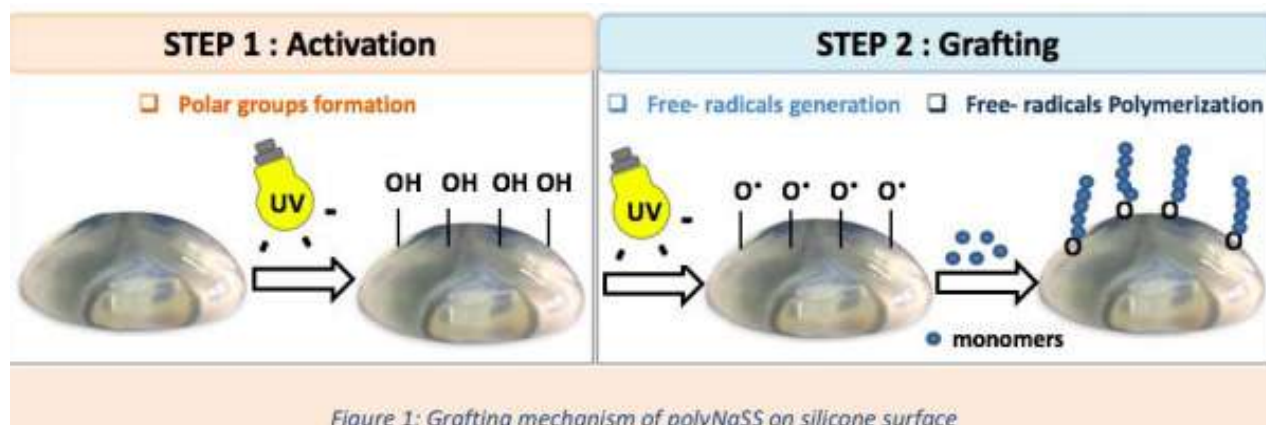 STEP 1 : Activation
STEP 2 : Grafting
❑ Polar groups formation
❑ Free- radicals generation ❑ Free- radicals Polymerization
UV
OH OH OH OH
UV
O• O• O• O•
O O O O
monomers
Figure 1: Grafting mechanism of polyNaSS on silicone surface